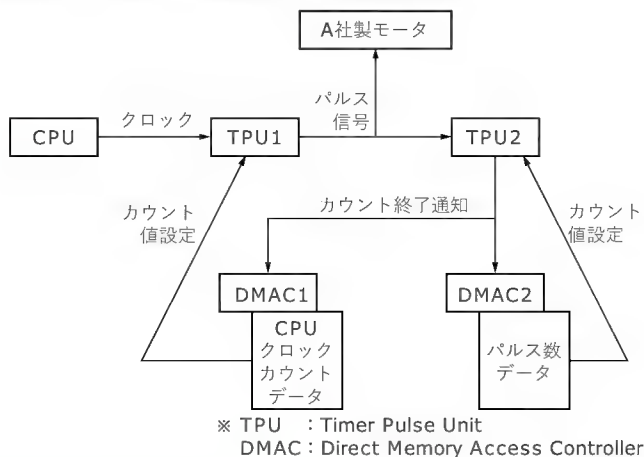 A社製モータ
パルス
信号
クロック
CPU
TPU1
TPU2
カウント
値設定
カウント終了通知
カウント
値設定
DMAC1
DMAC2
CPU
クロック
カウント
データ
パルス数
データ
※ TPU ：Timer Pulse Unit
DMAC：Direct Memory Access Controller